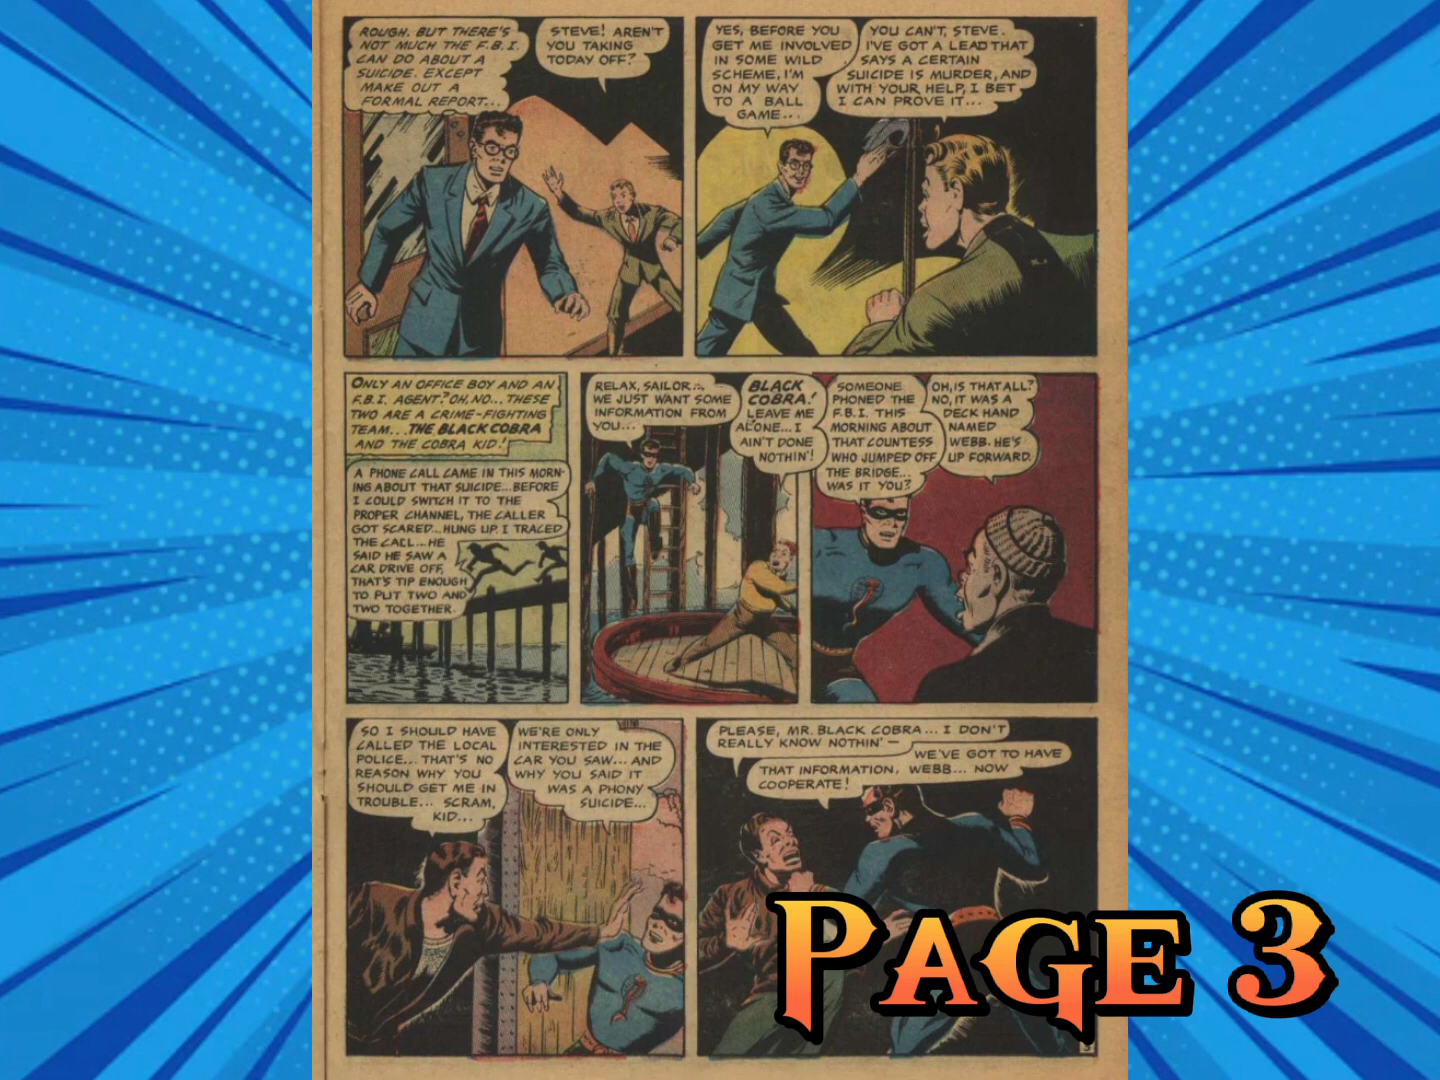 ROUGH. BUT THERE'S
NOT MUCH THE F.B.I.
CAN DO ABOUT A
SUICIDE. EXCEPT
MAKE OUT A
FORMAL REPORT...
STEVE! AREN'T
YOU TAKING
TODAY OFF?
YES, BEFORE YOU
GET ME INVOLVED
IN SOME WILD
SCHEME, I'M
ON MY WAY
TO A BALL
GAME...
YOU CAN'T, STEVE.
I'VE GOT A LEAD THAT
SAYS A CERTAIN
SUICIDE IS MURDER, AND
WITH YOUR HELP, I BET
I CAN PROVE IT...
ONLY AN OFFICE BOY AND AN
F.B.I. AGENT? OH, NO... THESE
TWO ARE A CRIME-FIGHTING
TEAM... THE BLACK COBRA
AND THE COBRA KID!
A PHONE CALL CAME IN THIS MORN-
ING ABOUT THAT SUICIDE...BEFORE
I COULD SWITCH IT TO THE
PROPER CHANNEL, THE CALLER
GOT SCARED...HUNG UP. I TRACED
THE CALL...HE
SAID HE SAW A
CAR DRIVE OFF,
THAT'S TIP ENOUGH
TO PUT TWO AND
TWO TOGETHER.
RELAX, SAILOR...
WE JUST WANT SOME
INFORMATION FROM
YOU...
BLACK
COBRA!
LEAVE ME
ALONE...I
AIN'T DONE
NOTHIN'!
SOMEONE
PHONED THE
F.B.I. THIS
MORNING ABOUT
THAT COUNTESS
WHO JUMPED OFF
THE BRIDGE...
WAS IT YOU?
OH, IS THAT ALL?
NO, IT WAS A
DECK HAND
NAMED
WEBB. HE'S
UP FORWARD.
SO I SHOULD HAVE
CALLED THE LOCAL
POLICE... THAT'S NO
REASON WHY YOU
SHOULD GET ME IN
TROUBLE... SCRAM,
KID...
WE'RE ONLY
INTERESTED IN THE
CAR YOU SAW...AND
WHY YOU SAID IT
WAS A PHONY
SUICIDE...
PLEASE, MR. BLACK COBRA... I DON'T
REALLY KNOW NOTHIN' —
WE'VE GOT TO HAVE
THAT INFORMATION, WEBB... NOW
COOPERATE!
PAGE 3
3